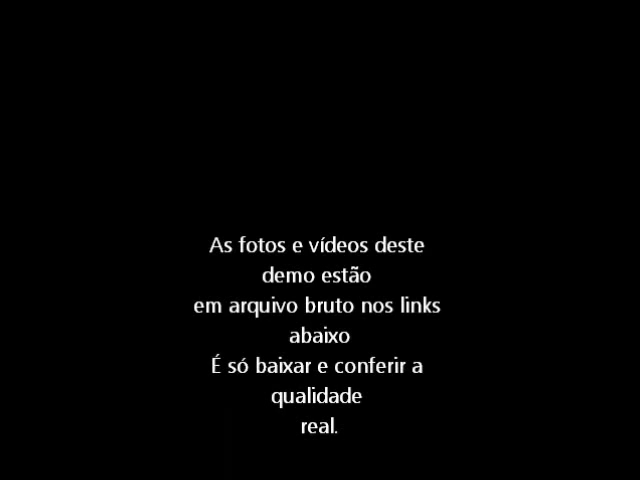 As fotos e vídeos deste
demo estão
em arquivo bruto nos links
abaixo
É só baixar e conferir a
qualidade
real.